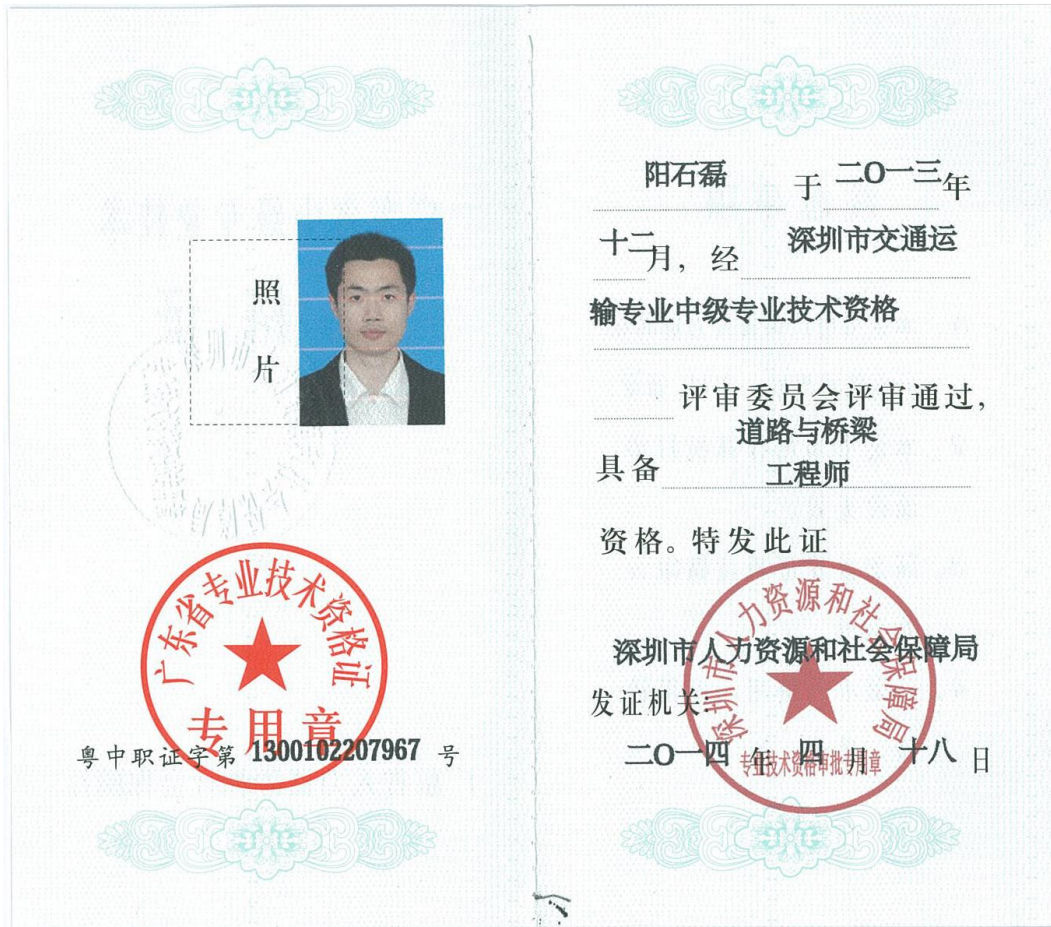 照
片
广东省专业技术资格证
专用章
粤中职证字第 1300102207967 号
阳石磊 于 二O一三年
十二月，经 深圳市交通运
输专业中级专业技术资格
评审委员会评审通过，
道路与桥梁
具备 工程师
资格。特发此证
深圳市人力资源和社会保障局
深圳市人力资源和社会保障局
发证机关：
二O一四 年 四 月 十八 日
专业技术资格审批专用章